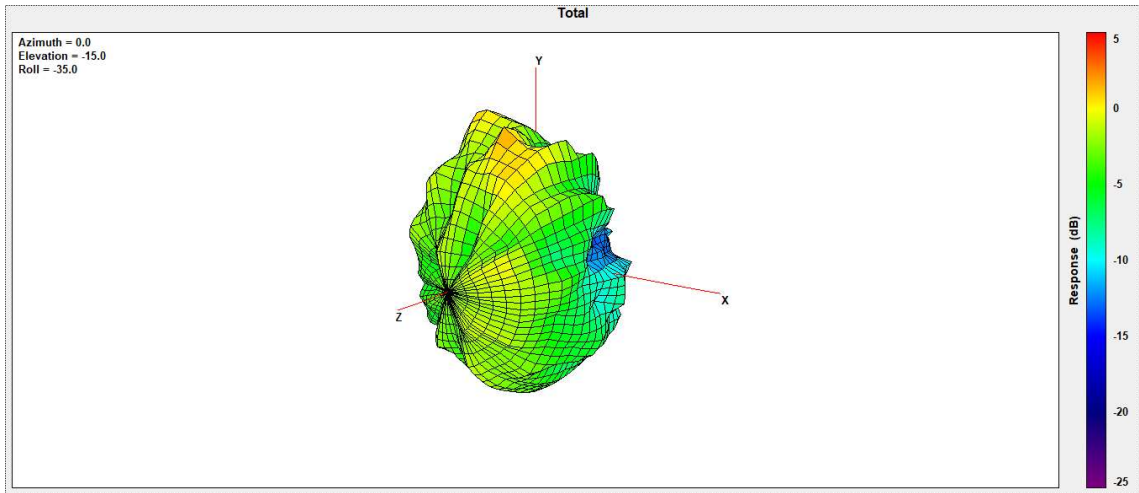 Total
Azimuth = 0.0
Elevation = -15.0
Roll = -35.0
Y
X
Z
5
0
-5
-10
-15
-20
-25
Response (dB)